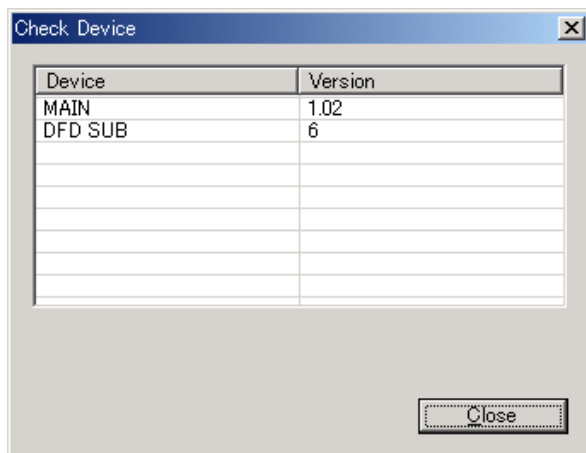 Check Device
Device Version
MAIN 1.02
DFD SUB 6
Close